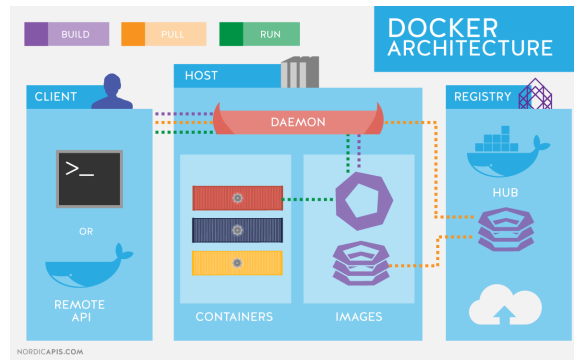 BUILD
PULL
RUN
DOCKER
ARCHITECTURE
CLIENT
HOST
REGISTRY
DAEMON
>_
OR
REMOTE
API
CONTAINERS
IMAGES
HUB
NORDICAPIS.COM